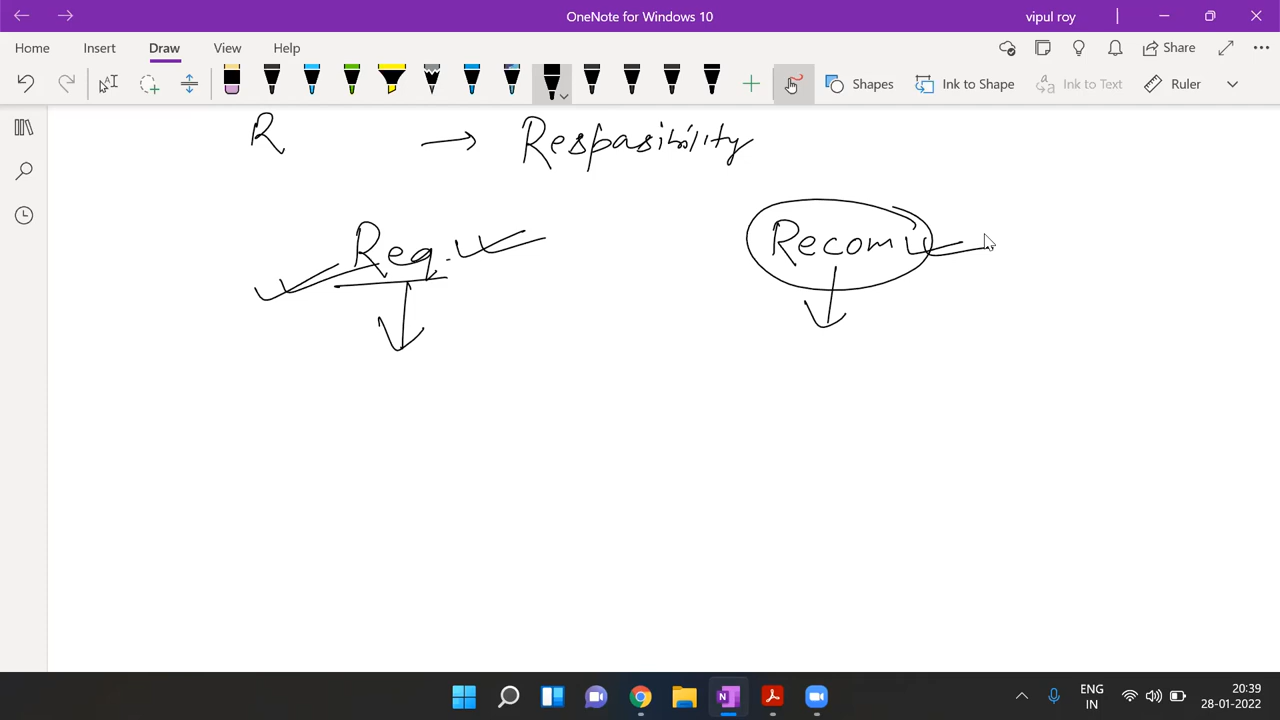 OneNote for Windows 10
vipul roy
Home Insert Draw View Help
Share
Shapes Ink to Shape Ink to Text Ruler
R → Respasibility
Req. Recomi
ENG
IN
20:39
28-01-2022